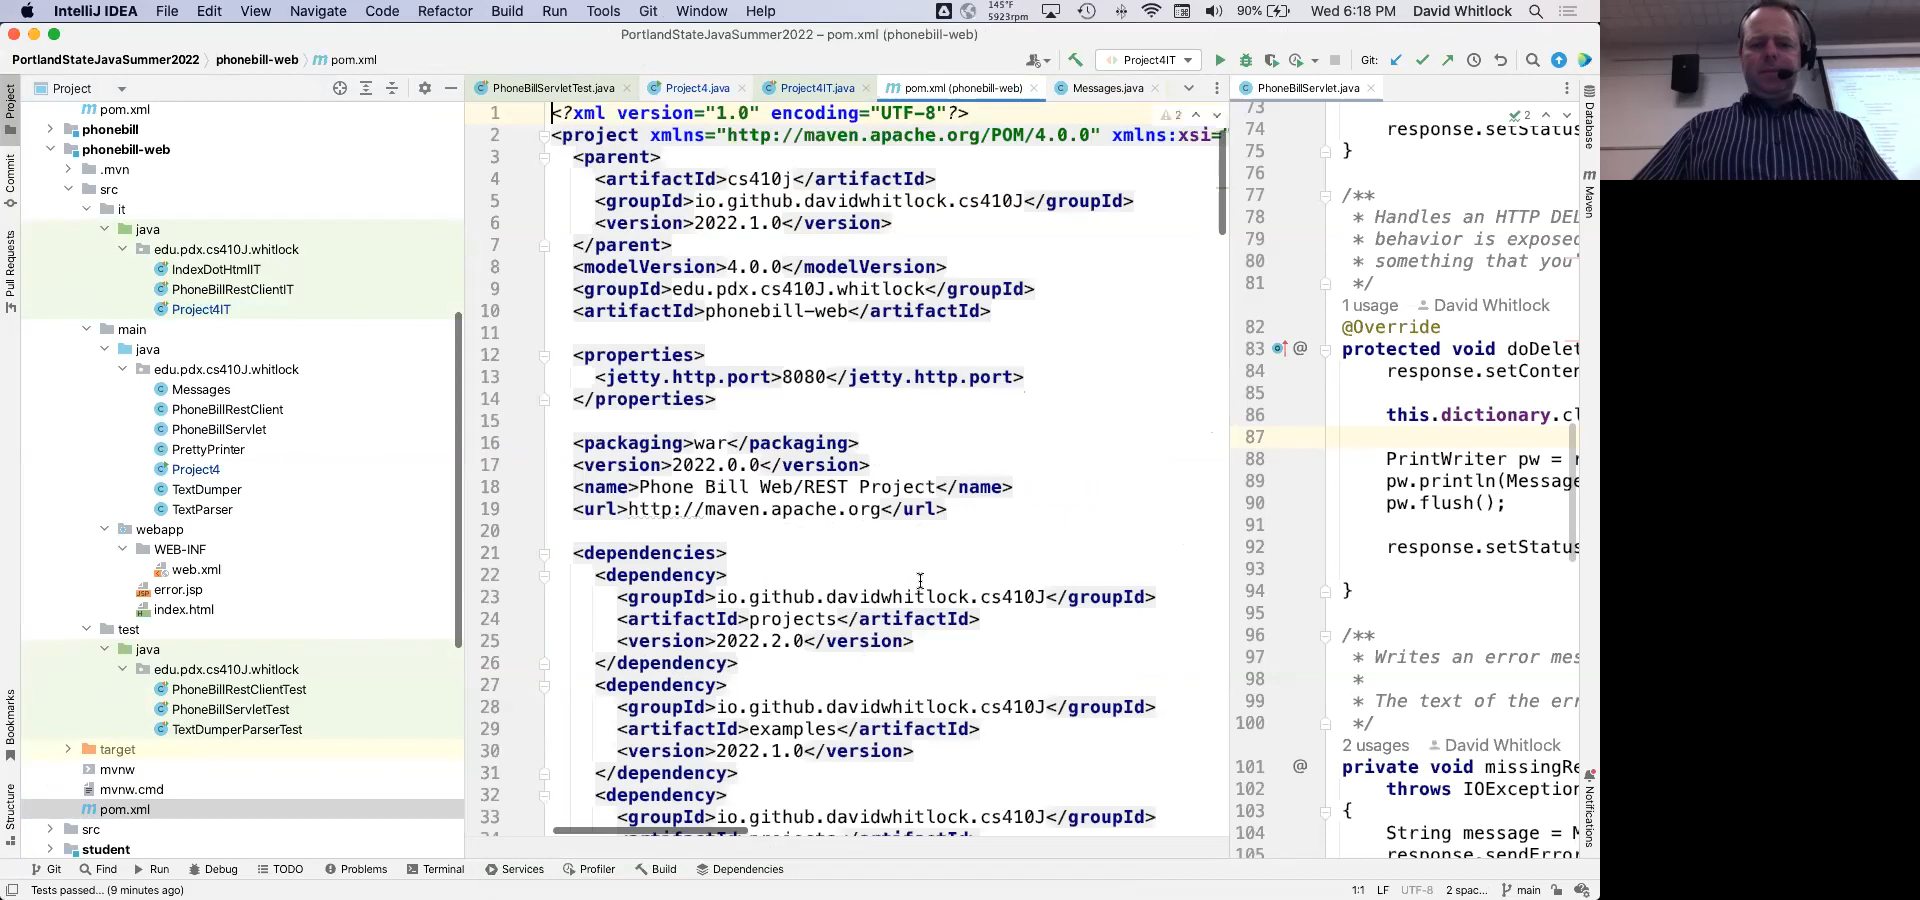 IntelliJ IDEA File Edit View Navigate Code Refactor Build Run Tools Git Window Help 145°F 5923rpm 90% Wed 6:18 PM David Whitlock
PortlandStateJavaSummer2022 – pom.xml (phonebill-web)
PortlandStateJavaSummer2022 phonebill-web pom.xml Project4IT Git:
Project
PhoneBillServletTest.java Project4.java Project4IT.java pom.xml (phonebill-web) Messages.java PhoneBillServlet.java
Project
Commit
Pull Requests
Bookmarks
Structure
pom.xml
phonebill
phonebill-web
.mvn
src
it
java
edu.pdx.cs410J.whitlock
IndexDotHtmlIT
PhoneBillRestClientIT
Project4IT
main
java
edu.pdx.cs410J.whitlock
Messages
PhoneBillRestClient
PhoneBillServlet
PrettyPrinter
Project4
TextDumper
TextParser
webapp
WEB-INF
web.xml
error.jsp
index.html
test
java
edu.pdx.cs410J.whitlock
PhoneBillRestClientTest
PhoneBillServletTest
TextDumperParserTest
target
mvnw
mvnw.cmd
pom.xml
src
student
1 <?xml version="1.0" encoding="UTF-8"?>
2 <project xmlns="http://maven.apache.org/POM/4.0.0" xmlns:xsi="
3 <parent>
4 <artifactId>cs410j</artifactId>
5 <groupId>io.github.davidwhitlock.cs410J</groupId>
6 <version>2022.1.0</version>
7 </parent>
8 <modelVersion>4.0.0</modelVersion>
9 <groupId>edu.pdx.cs410J.whitlock</groupId>
10 <artifactId>phonebill-web</artifactId>
11
12 <properties>
13 <jetty.http.port>8080</jetty.http.port>
14 </properties>
15
16 <packaging>war</packaging>
17 <version>2022.0.0</version>
18 <name>Phone Bill Web/REST Project</name>
19 <url>http://maven.apache.org</url>
20
21 <dependencies>
22 <dependency>
23 <groupId>io.github.davidwhitlock.cs410J</groupId>
24 <artifactId>projects</artifactId>
25 <version>2022.2.0</version>
26 </dependency>
27 <dependency>
28 <groupId>io.github.davidwhitlock.cs410J</groupId>
29 <artifactId>examples</artifactId>
30 <version>2022.1.0</version>
31 </dependency>
32 <dependency>
33 <groupId>io.github.davidwhitlock.cs410J</groupId>
2
2
73
74 response.setStatus
75 }
76
77 /**
78 * Handles an HTTP DEL
79 * behavior is exposed
80 * something that you'
81 */
1 usage David Whitlock
82 @Override
83 @ protected void doDelet
84 response.setConten
85
86 this.dictionary.cl
87
88 PrintWriter pw = r
89 pw.println(Message
90 pw.flush();
91
92 response.setStatus
93
94 }
95
96 /**
97 * Writes an error mes
98 *
99 * The text of the err
100 */
2 usages David Whitlock
101 @ private void missingRe
102 throws IOException
103 {
104 String message = M
105 response.sendError
Database
Maven
Notifications
Git Find Run Debug TODO Problems Terminal Services Profiler Build Dependencies
Tests passed... (9 minutes ago) 1:1 LF UTF-8 2 spac... main